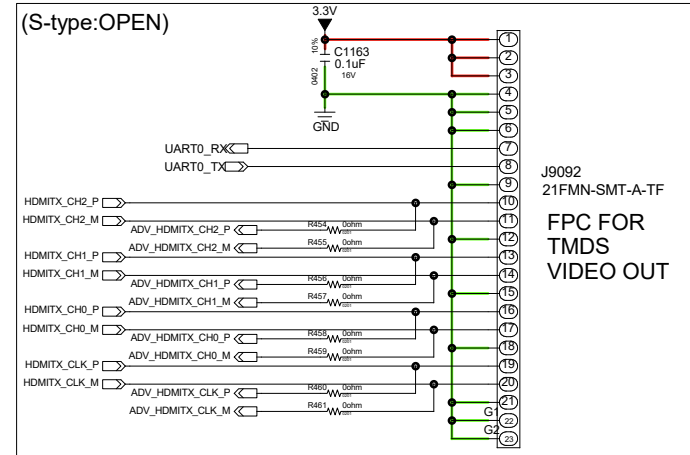 (S-type:OPEN)
3.3V
10%
C1163
0.1uF
16V
0402
GND
1
2
3
4
5
6
UART0_RX
7
UART0_TX
8
9
J9092
21FMN-SMT-A-TF
FPC FOR
TMDS
VIDEO OUT
HDMITX_CH2_P
10
HDMITX_CH2_M
11
ADV_HDMITX_CH2_P R454 0ohm
12
ADV_HDMITX_CH2_M R455 0ohm
HDMITX_CH1_P
13
HDMITX_CH1_M
14
ADV_HDMITX_CH1_P R456 0ohm
15
ADV_HDMITX_CH1_M R457 0ohm
HDMITX_CH0_P
16
HDMITX_CH0_M
17
ADV_HDMITX_CH0_P R458 0ohm
18
ADV_HDMITX_CH0_M R459 0ohm
HDMITX_CLK_P
19
HDMITX_CLK_M
20
ADV_HDMITX_CLK_P R460 0ohm
21
ADV_HDMITX_CLK_M R461 0ohm
G1
22
G2
23